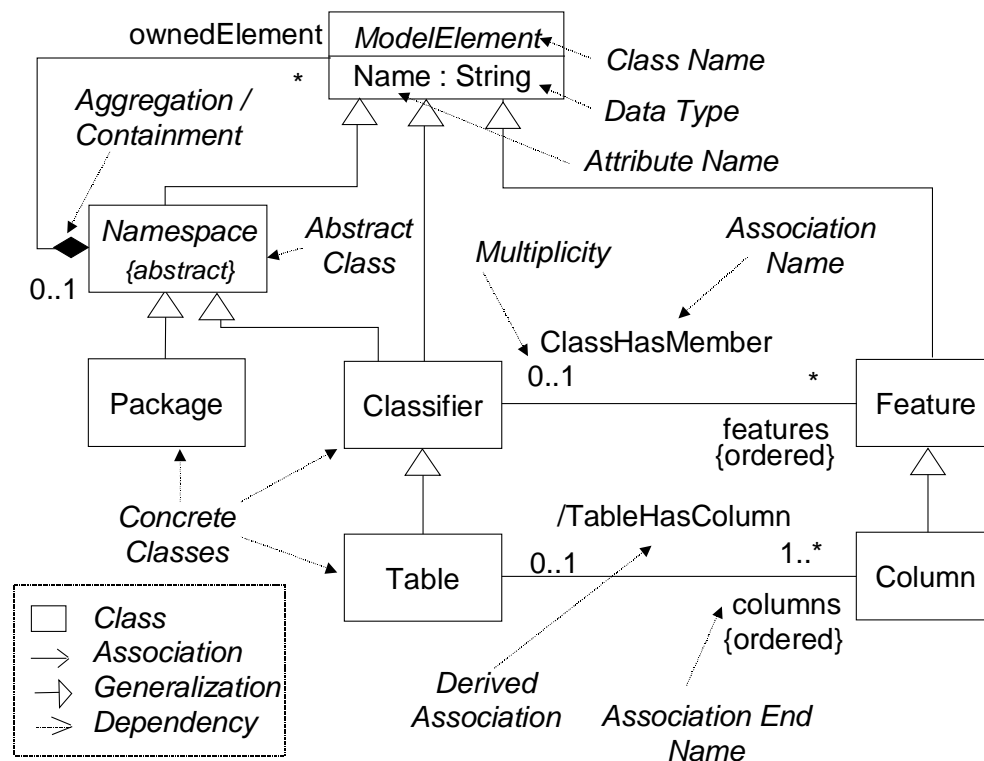 ownedElement
*
ModelElement
Name : String
Class Name
Data Type
Attribute Name
Aggregation /
Containment
Namespace
{abstract}
0..1
Abstract
Class
Multiplicity
Association
Name
ClassHasMember
0..1
*
Package
Classifier
Feature
features
{ordered}
Concrete
Classes
/TableHasColumn
0..1
1..*
Table
Column
columns
{ordered}
Derived
Association
Association End
Name
Class
Association
Generalization
Dependency